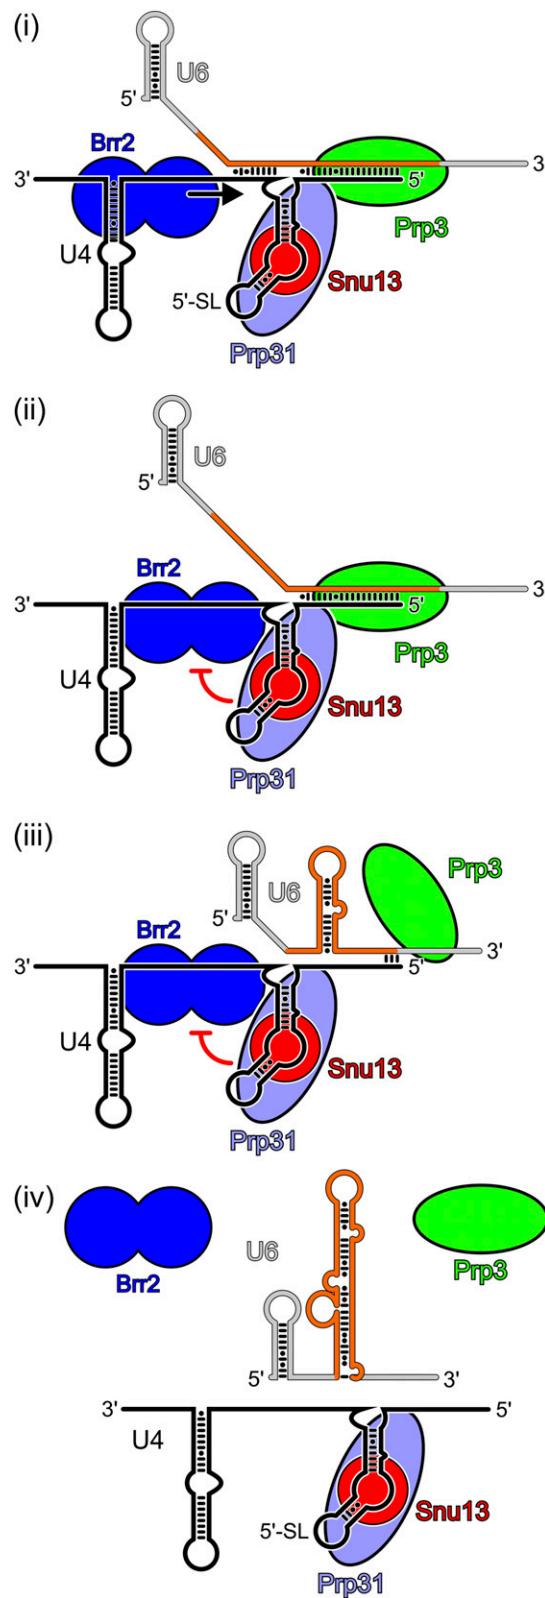 (i)
U6
5'
Brr2
3'
3'
5'
U4
Prp3
5'-SL
Snu13
Prp31
(ii)
U6
5'
Brr2
3'
3'
5'
U4
Prp3
Snu13
Prp31
(iii)
Prp3
U6
5'
Brr2
3'
3'
5'
U4
Snu13
Prp31
(iv)
U6
Brr2
Prp3
5'
3'
3'
5'
U4
5'-SL
Snu13
Prp31